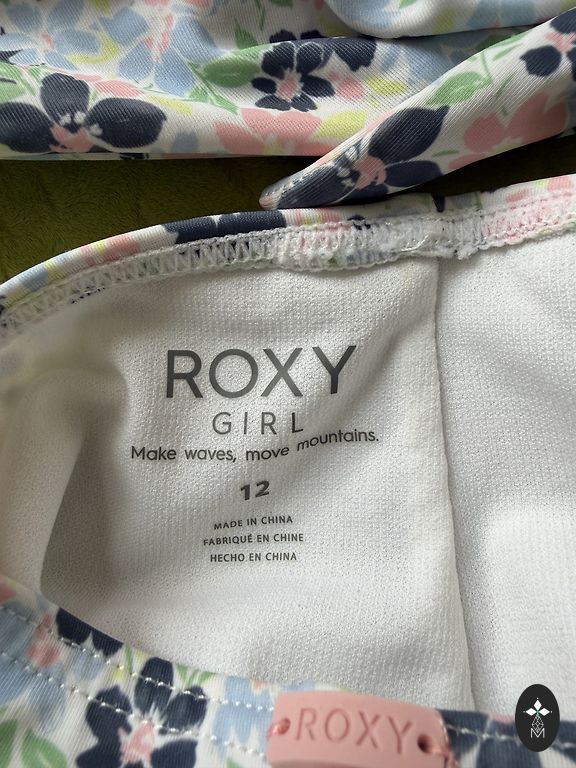 ROXY
GIRL
Make waves, move mountains.
12
MADE IN CHINA
FABRIQUÉ EN CHINE
HECHO EN CHINA
ROXY
M